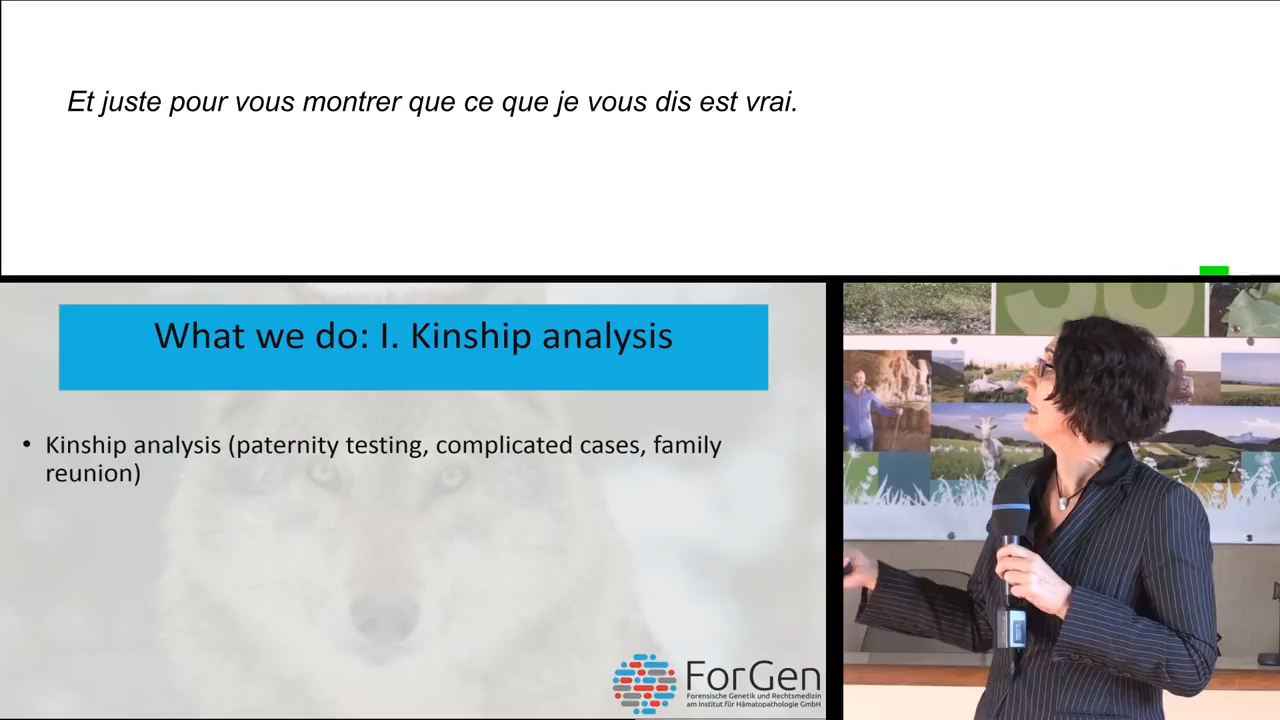 Et juste pour vous montrer que ce que je vous dis est vrai.
What we do: I. Kinship analysis
• Kinship analysis (paternity testing, complicated cases, family
reunion)
ForGen
Forensische Genetik und Rechtsmedizin
am Institut für Hämatopathologie GmbH